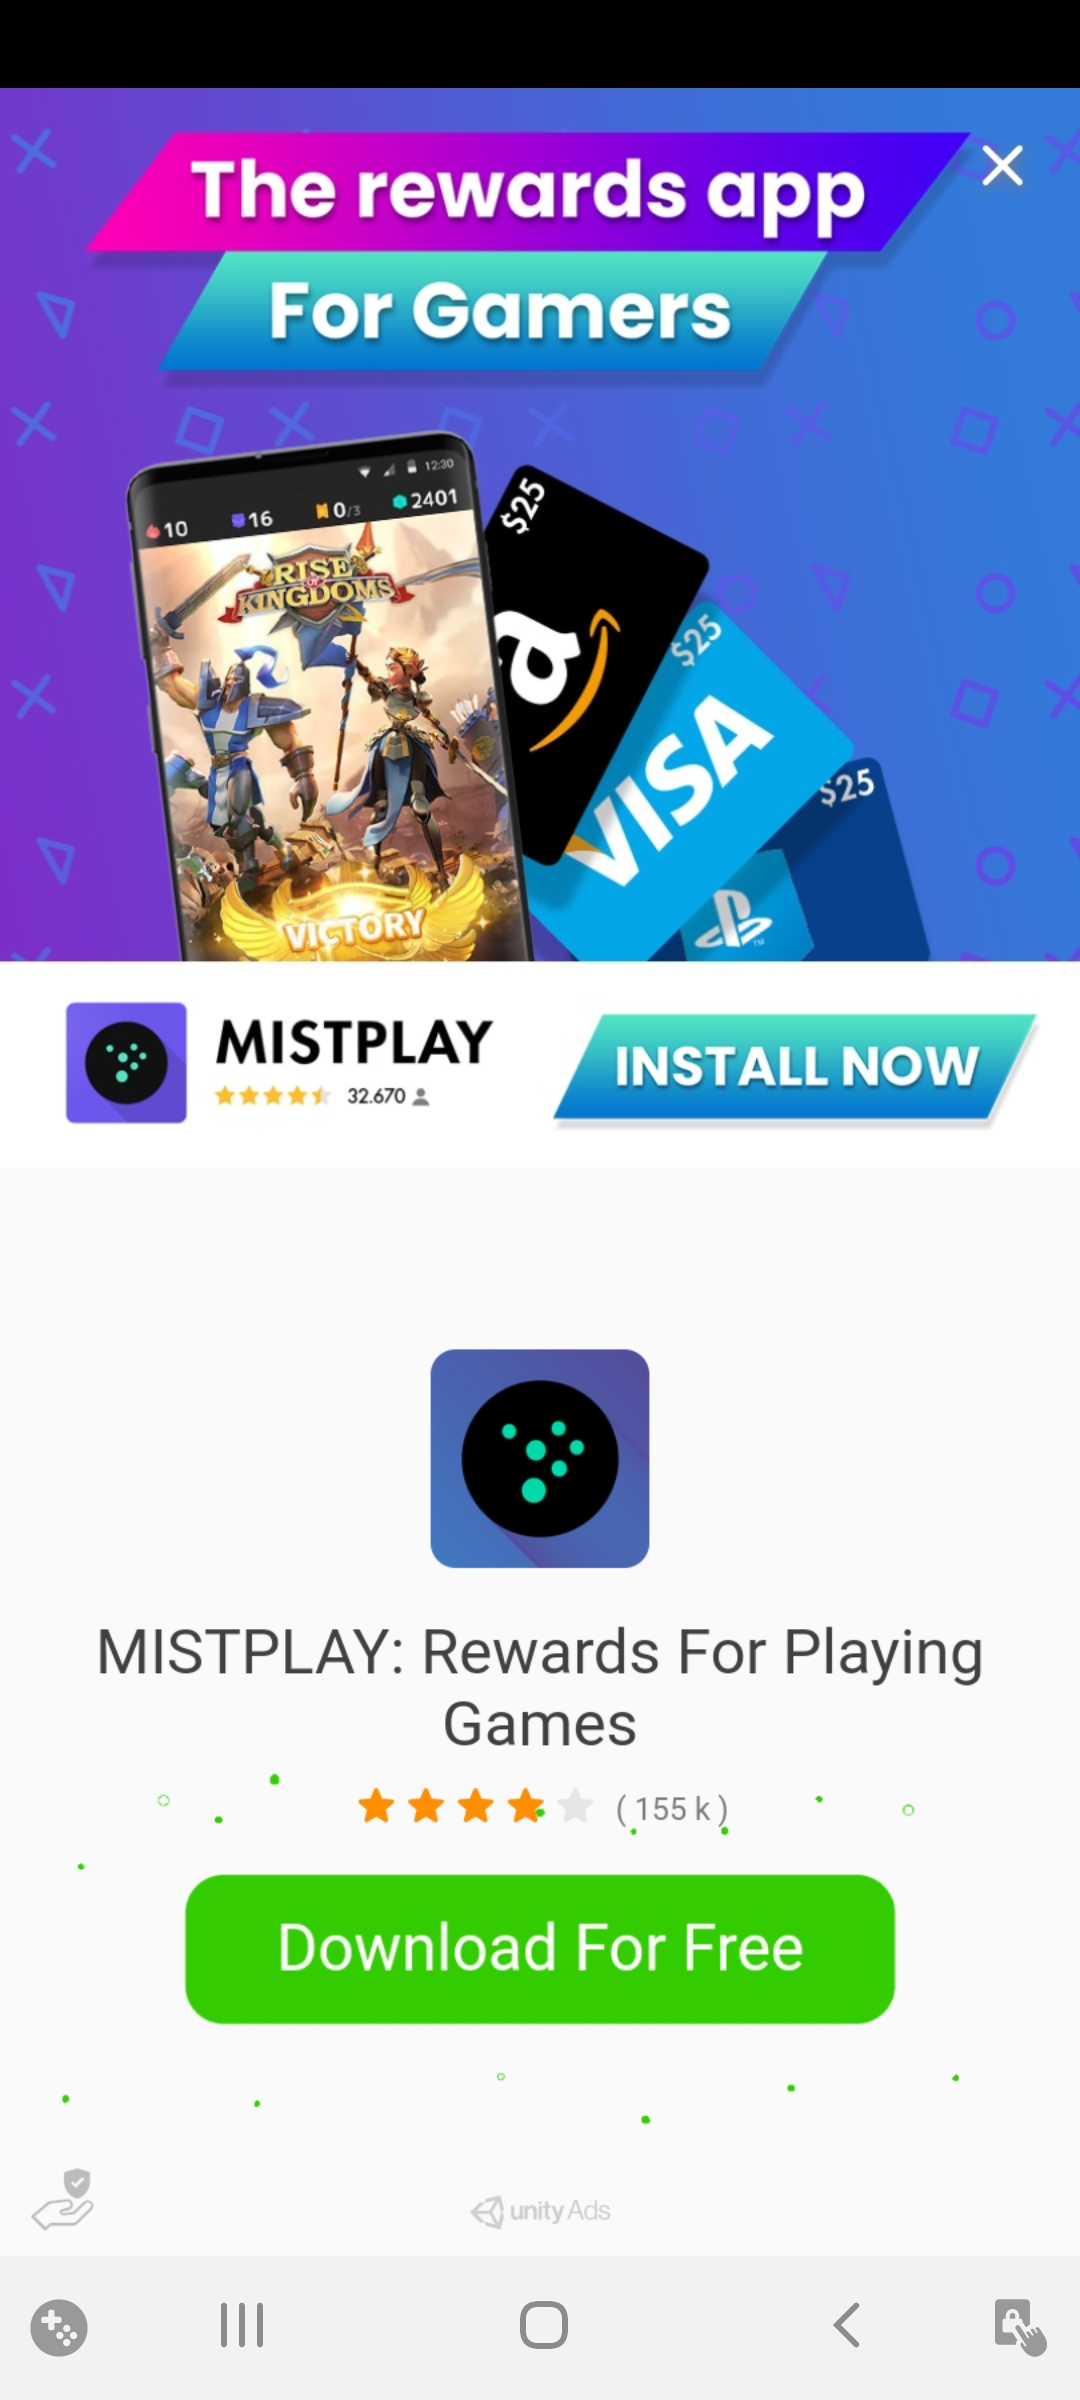 The rewards app
For Gamers
12:30
10
16
0/3
2401
RISE
OF
KINGDOMS
VICTORY
$25
a
$25
VISA
$25
TM
MISTPLAY
32.670
INSTALL NOW
MISTPLAY: Rewards For Playing
Games
( 155 k )
Download For Free
unity Ads